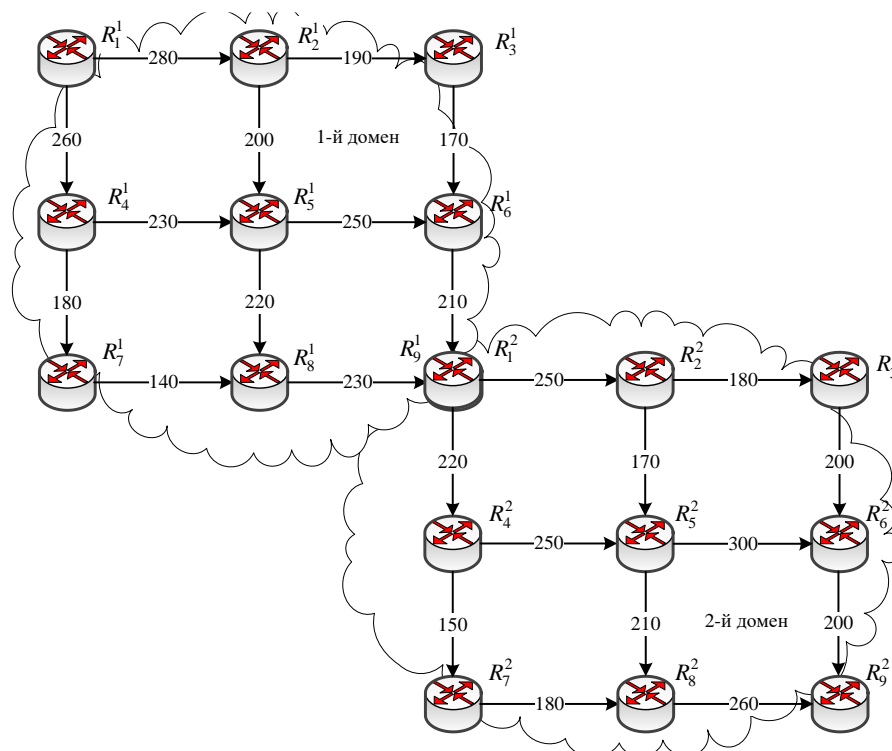 R₁¹ R₂¹ R₃¹
280 190
260 200 1-й домен 170
R₄¹ R₅¹ R₆¹
230 250
180 220 210
R₇¹ R₈¹ R₉¹ R₁² R₂²
140 230 250 180
220 170 200
R₄² R₅² R₆²
250 300
150 210 2-й домен 200
R₇² R₈² R₉²
180 260